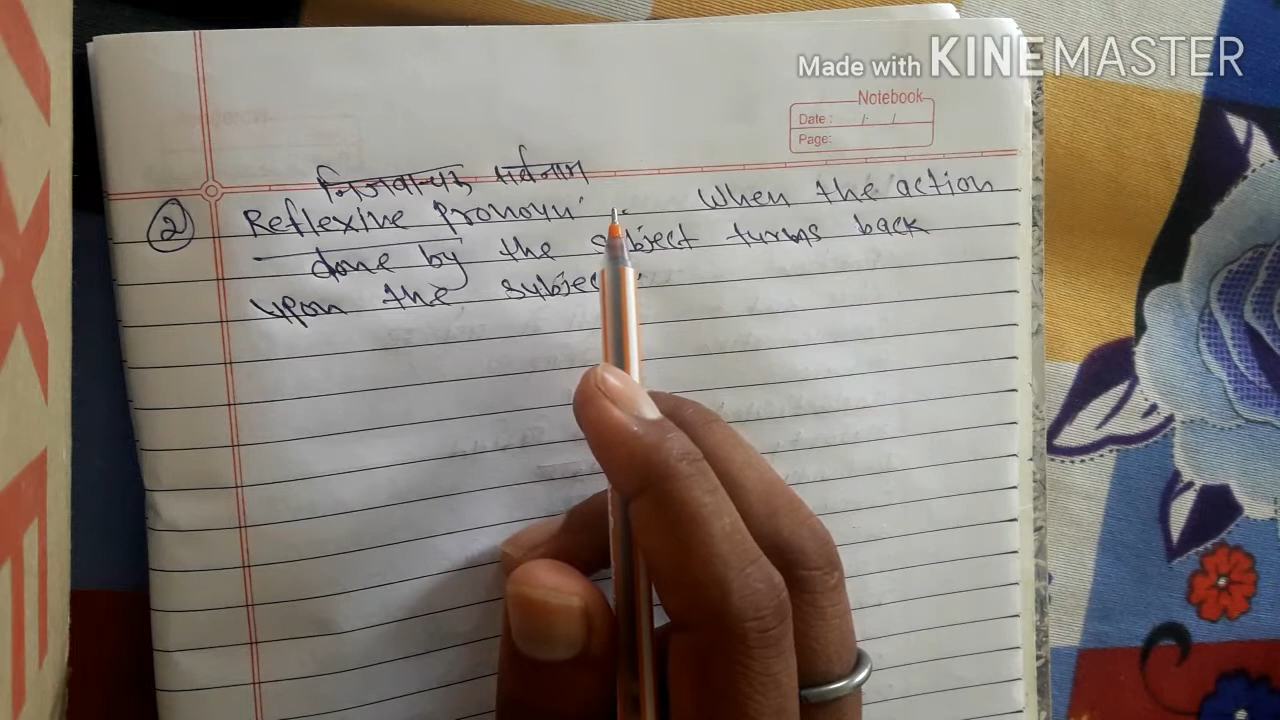 Made with KINEMASTER
Notebook
Date : / /
Page:
निजवाचक सर्वनाम
② Reflexive pronoun :- When the action
done by the subject turns back
upon the subject.